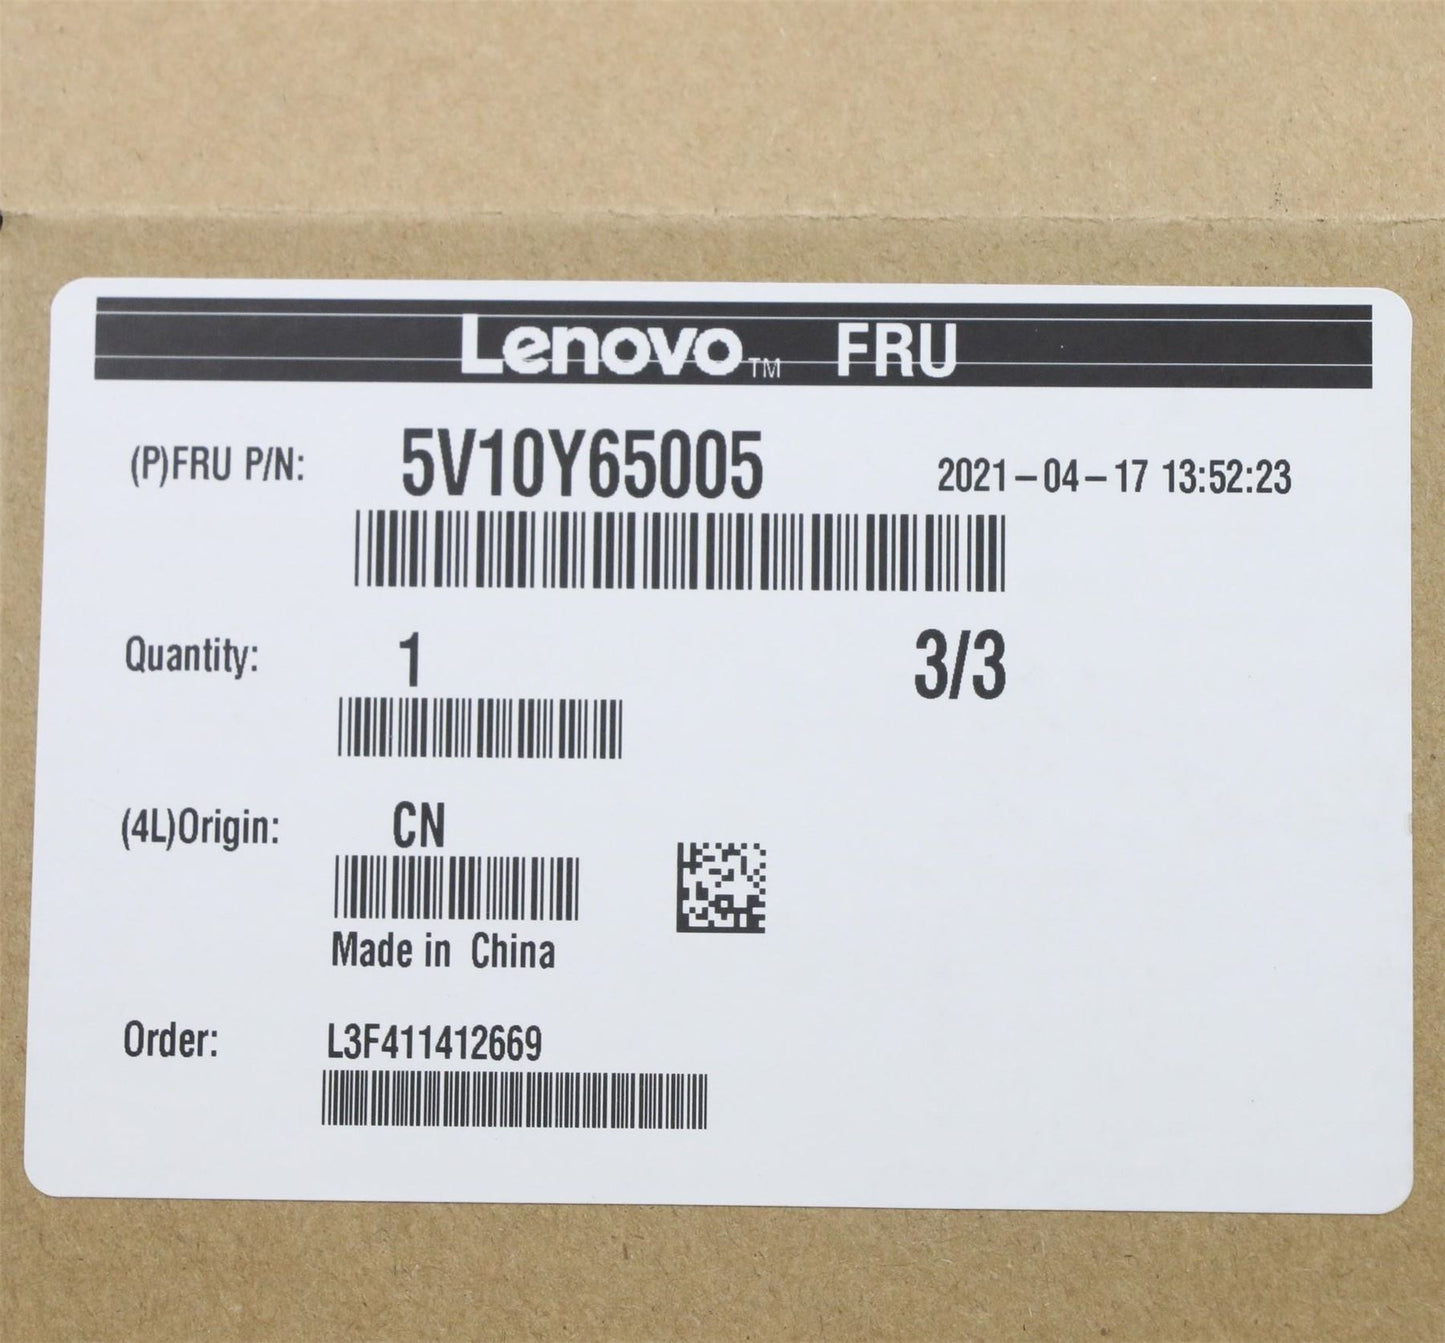 Lenovo™ FRU
(P)FRU P/N: 5V10Y65005 2021-04-17 13:52:23
Quantity: 1 3/3
(4L)Origin: CN
Made in China
Order: L3F411412669